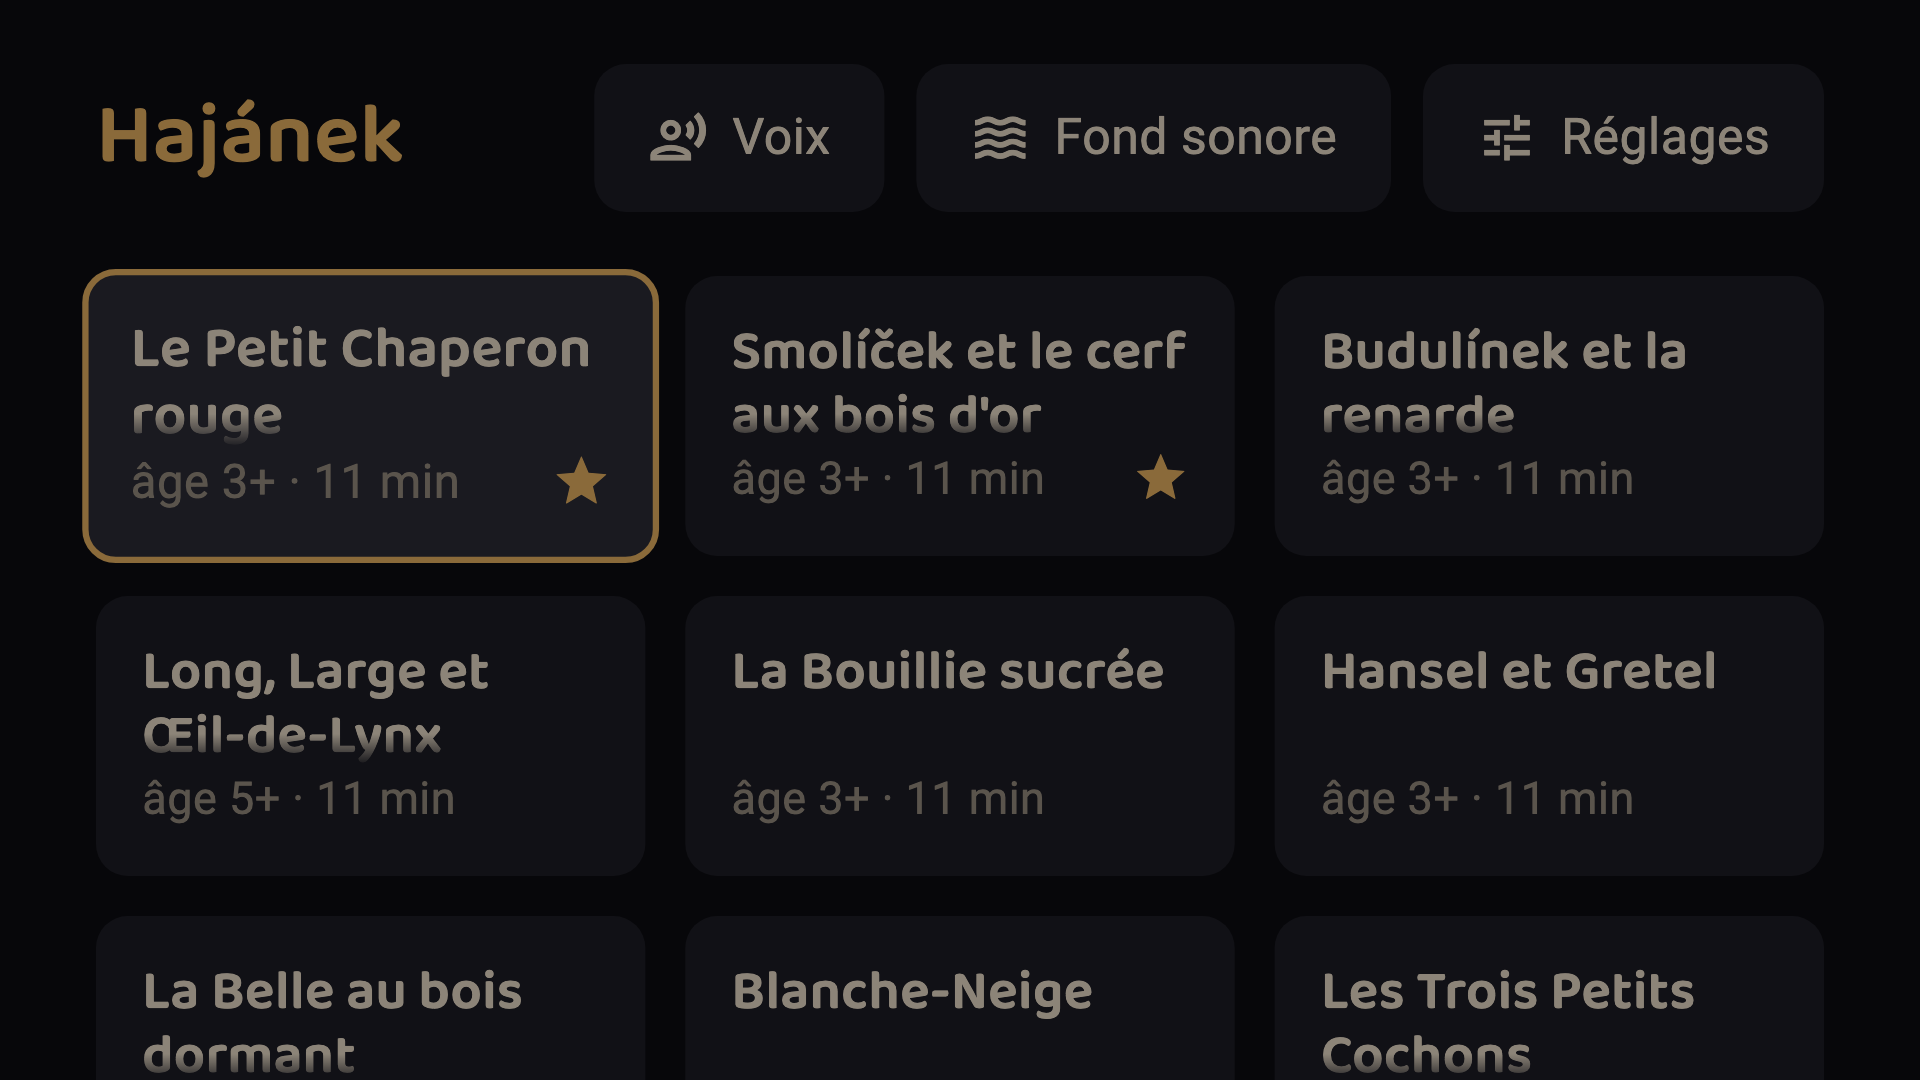 Hajánek
Voix
Fond sonore
Réglages
Le Petit Chaperon
rouge
âge 3+ · 11 min
Smolíček et le cerf
aux bois d'or
âge 3+ · 11 min
Budulínek et la
renarde
âge 3+ · 11 min
Long, Large et
Œil-de-Lynx
âge 5+ · 11 min
La Bouillie sucrée
âge 3+ · 11 min
Hansel et Gretel
âge 3+ · 11 min
La Belle au bois
dormant
Blanche-Neige
Les Trois Petits
Cochons